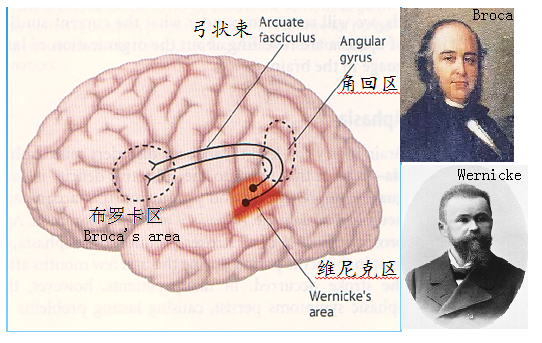 弓状束
Arcuate
fasciculus
Angular
gyrus
角回区
布罗卡区
Broca's area
维尼克区
Wernicke's
area
Broca
Wernicke